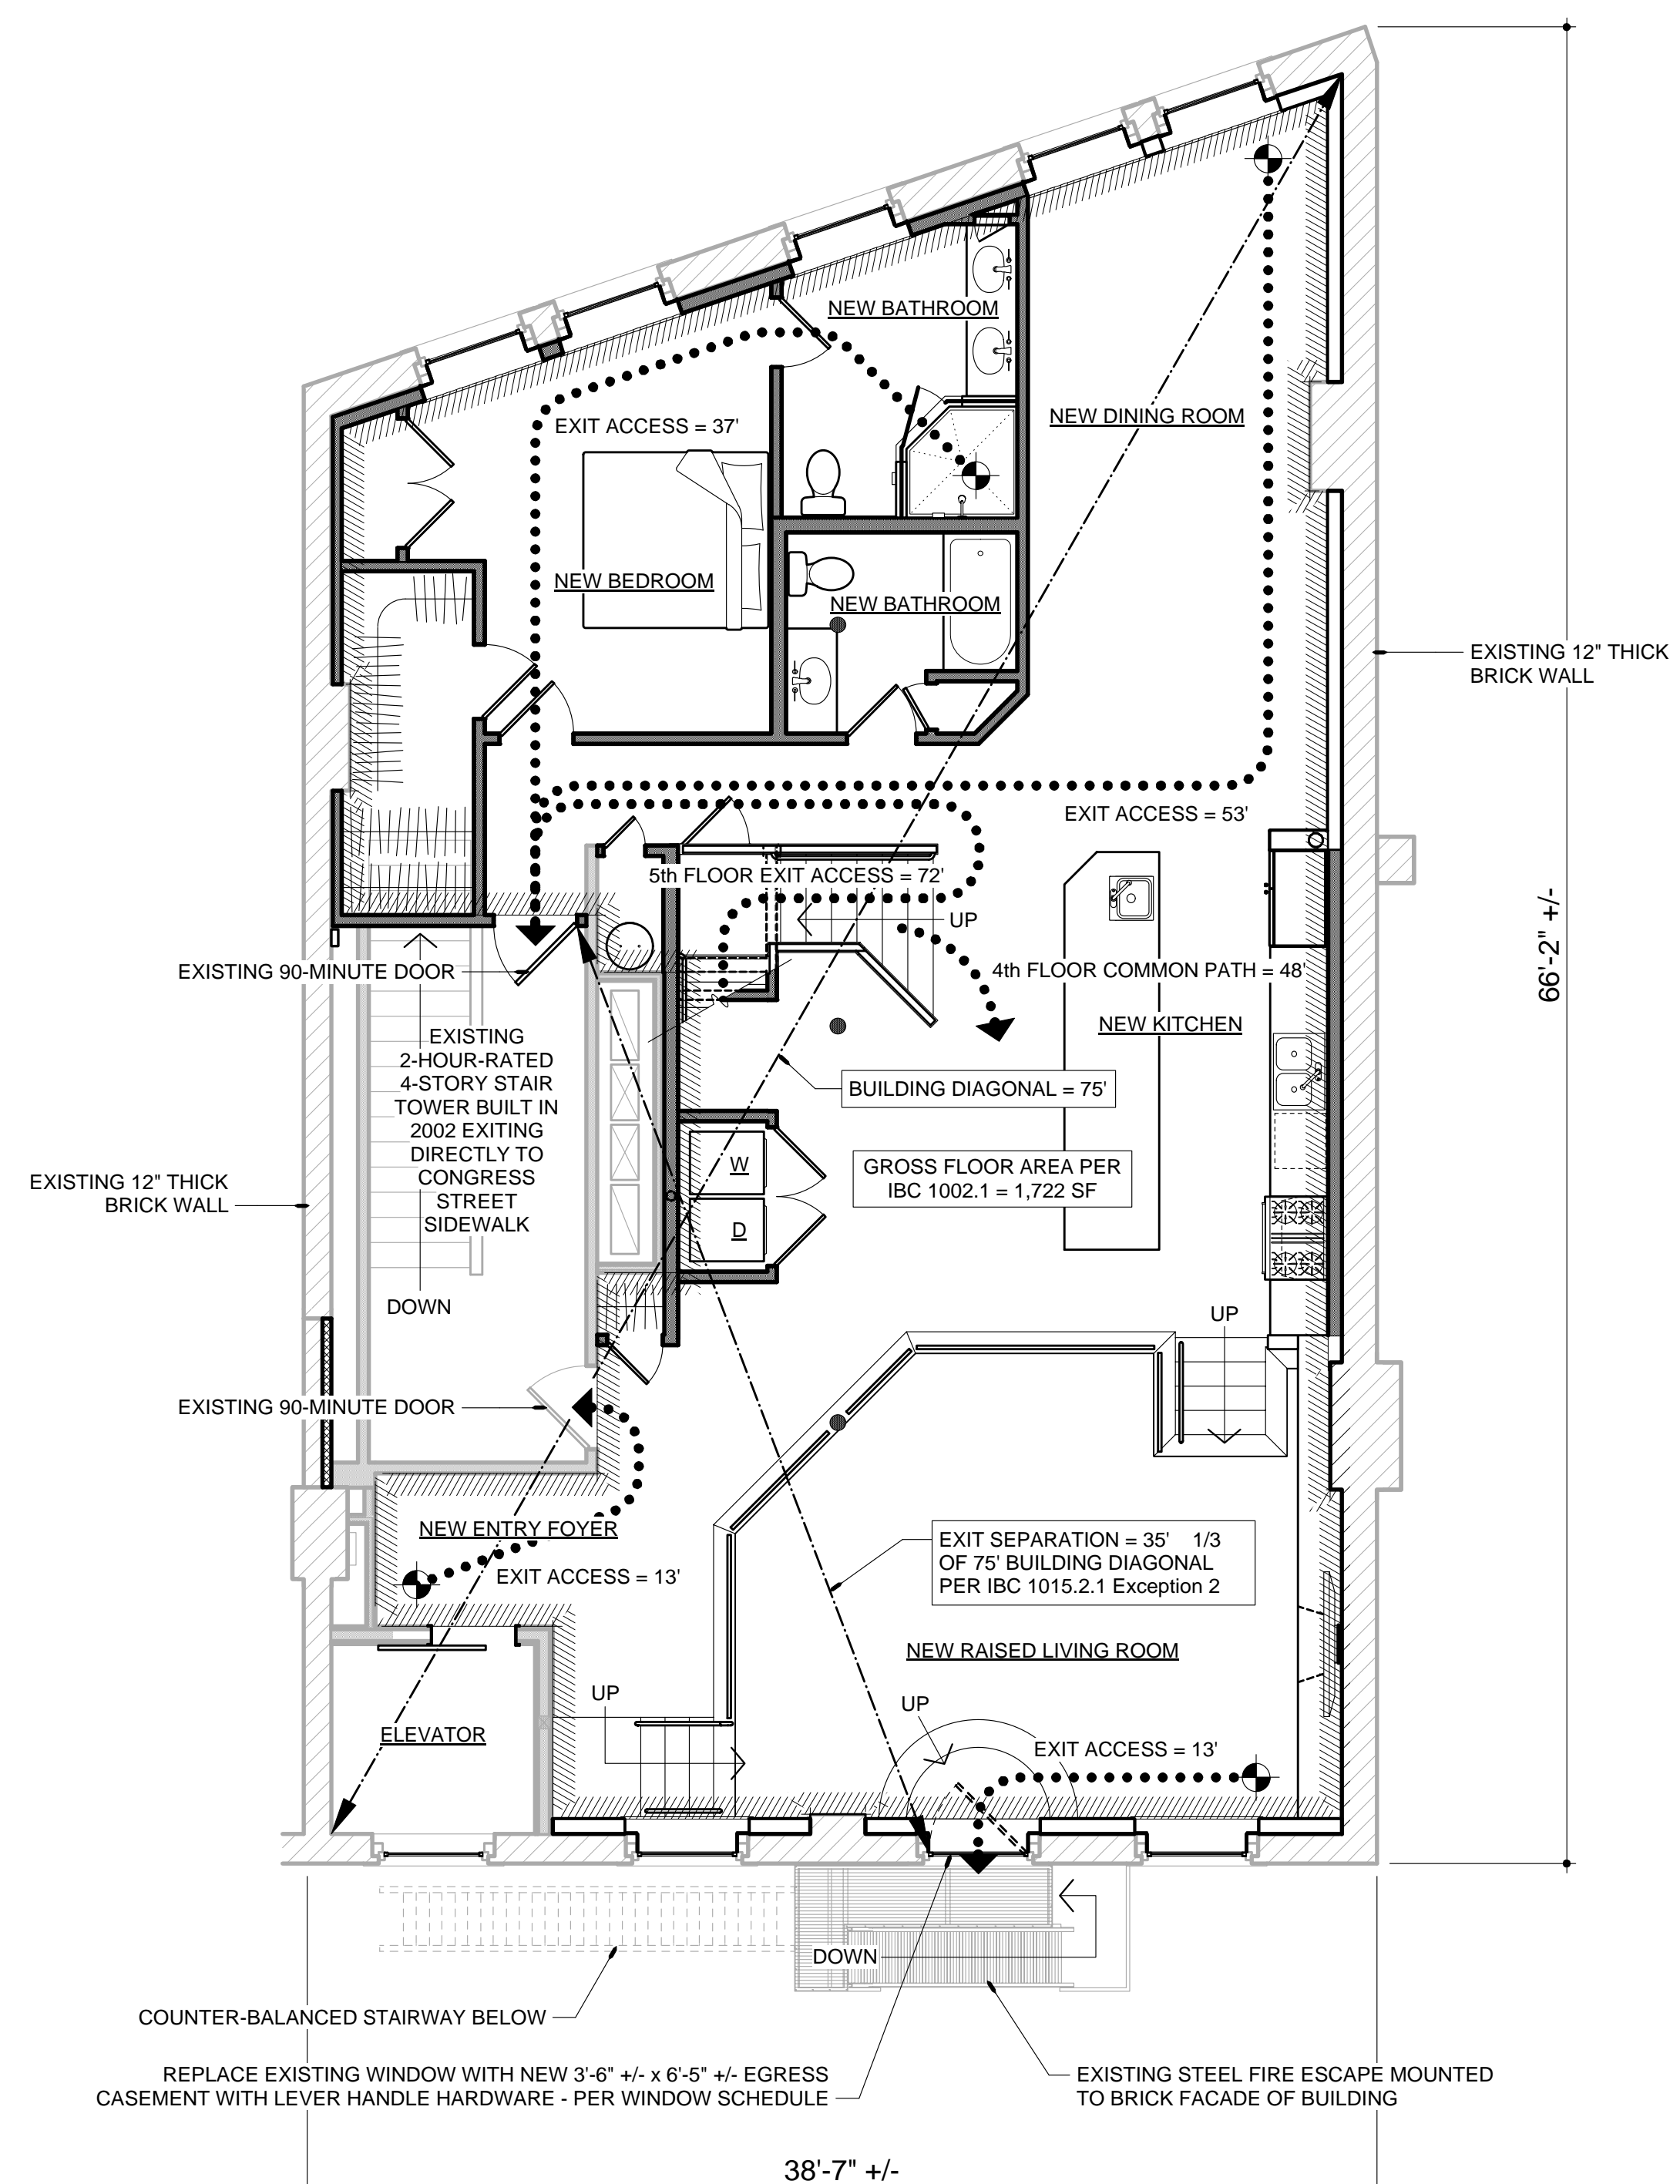 NEW BATHROOM
NEW DINING ROOM
EXIT ACCESS = 37'
NEW BEDROOM
NEW BATHROOM
EXISTING 12" THICK
BRICK WALL
EXIT ACCESS = 53'
5th FLOOR EXIT ACCESS = 72'
UP
66'-2" +/-
EXISTING 90-MINUTE DOOR
4th FLOOR COMMON PATH = 48'
NEW KITCHEN
EXISTING
2-HOUR-RATED
4-STORY STAIR
TOWER BUILT IN
2002 EXITING
DIRECTLY TO
CONGRESS
STREET
SIDEWALK
BUILDING DIAGONAL = 75'
W
GROSS FLOOR AREA PER
IBC 1002.1 = 1,722 SF
EXISTING 12" THICK
BRICK WALL
D
DOWN
UP
EXISTING 90-MINUTE DOOR
NEW ENTRY FOYER
EXIT ACCESS = 13'
EXIT SEPARATION = 35' 1/3
OF 75' BUILDING DIAGONAL
PER IBC 1015.2.1 Exception 2
NEW RAISED LIVING ROOM
UP
UP
ELEVATOR
EXIT ACCESS = 13'
DOWN
COUNTER-BALANCED STAIRWAY BELOW
REPLACE EXISTING WINDOW WITH NEW 3'-6" +/- x 6'-5" +/- EGRESS
CASEMENT WITH LEVER HANDLE HARDWARE - PER WINDOW SCHEDULE
EXISTING STEEL FIRE ESCAPE MOUNTED
TO BRICK FACADE OF BUILDING
38'-7" +/-